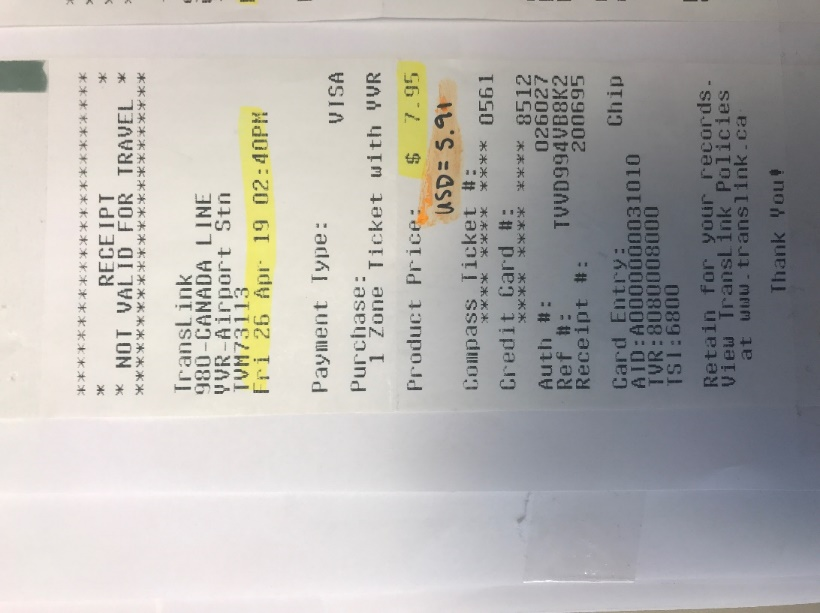 *****************************
* RECEIPT *
* NOT VALID FOR TRAVEL *
*****************************
TransLink
980-CANADA LINE
YVR-Airport Stn
TVM73113
Fri 26 Apr 19 02:40PM
Payment Type: VISA
Purchase:
1 Zone Ticket with YVR
Product Price: $ 7.95
USD = 5.91
Compass Ticket #:
**** **** **** 0561
Credit Card #:
**** **** **** 8512
Auth #: 026027
Ref #: TVVD994VB8K2
Receipt #: 200695
Card Entry: Chip
AID:A0000000031010
TVR:8080008000
TSI:6800
Retain for your records.
View TransLink Policies
at www.translink.ca
Thank You!